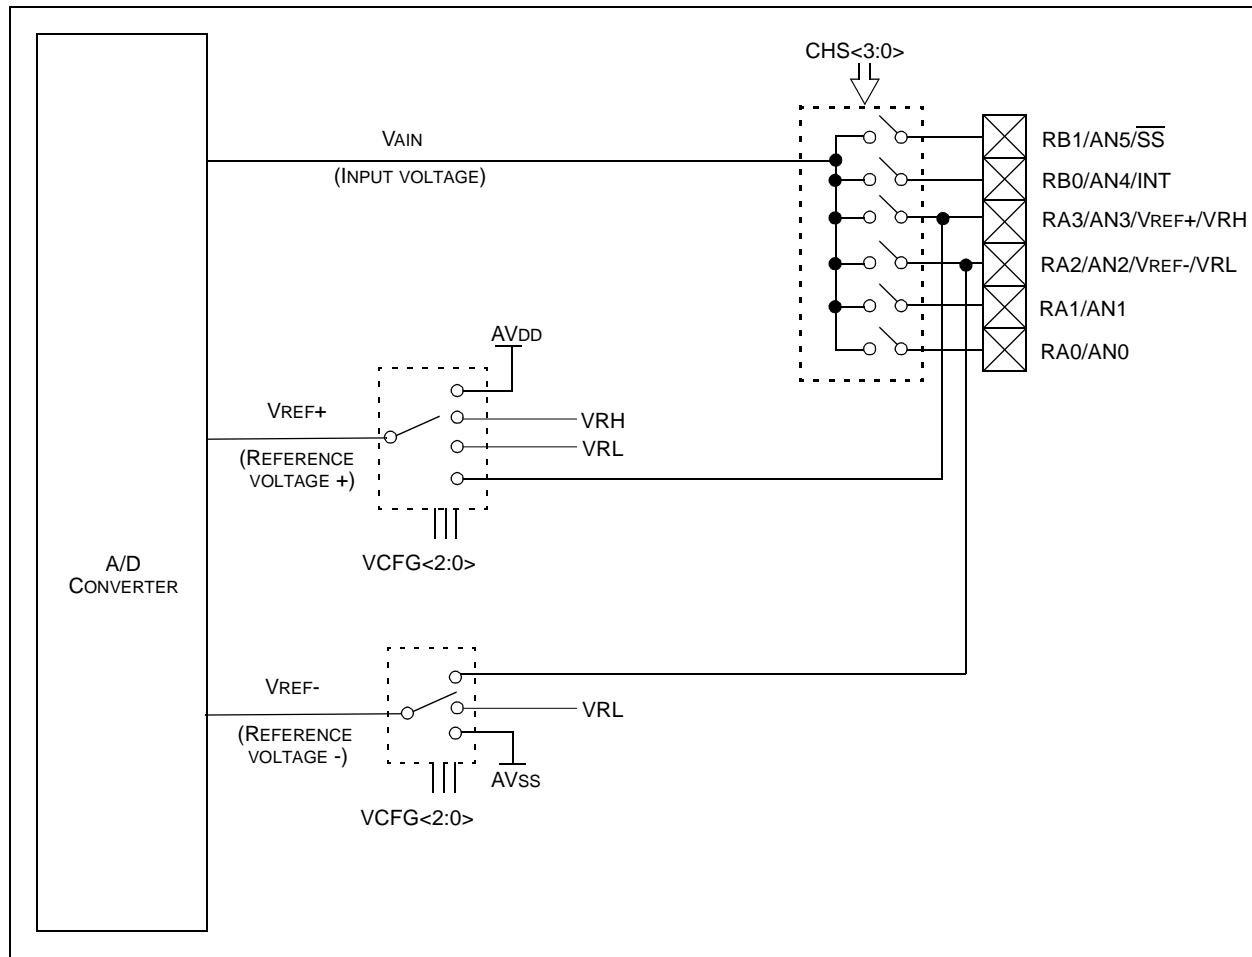 CHS<3:0>
VAIN
(INPUT VOLTAGE)
RB1/AN5/SS
RB0/AN4/INT
RA3/AN3/VREF+/VRH
RA2/AN2/VREF-/VRL
RA1/AN1
RA0/AN0
AVDD
VREF+
(REFERENCE
VOLTAGE +)
VRH
VRL
VCFG<2:0>
A/D
CONVERTER
VREF-
(REFERENCE
VOLTAGE -)
VRL
AVSS
VCFG<2:0>